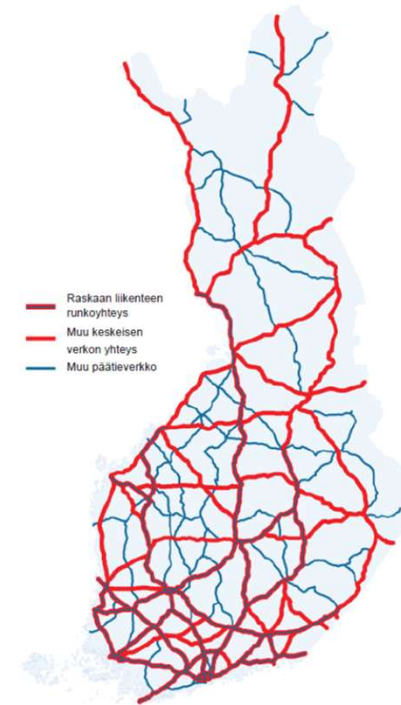 Raskaan liikenteen
runkoyhteys
Muu keskeisen
verkon yhteys
Muu päätieverkko